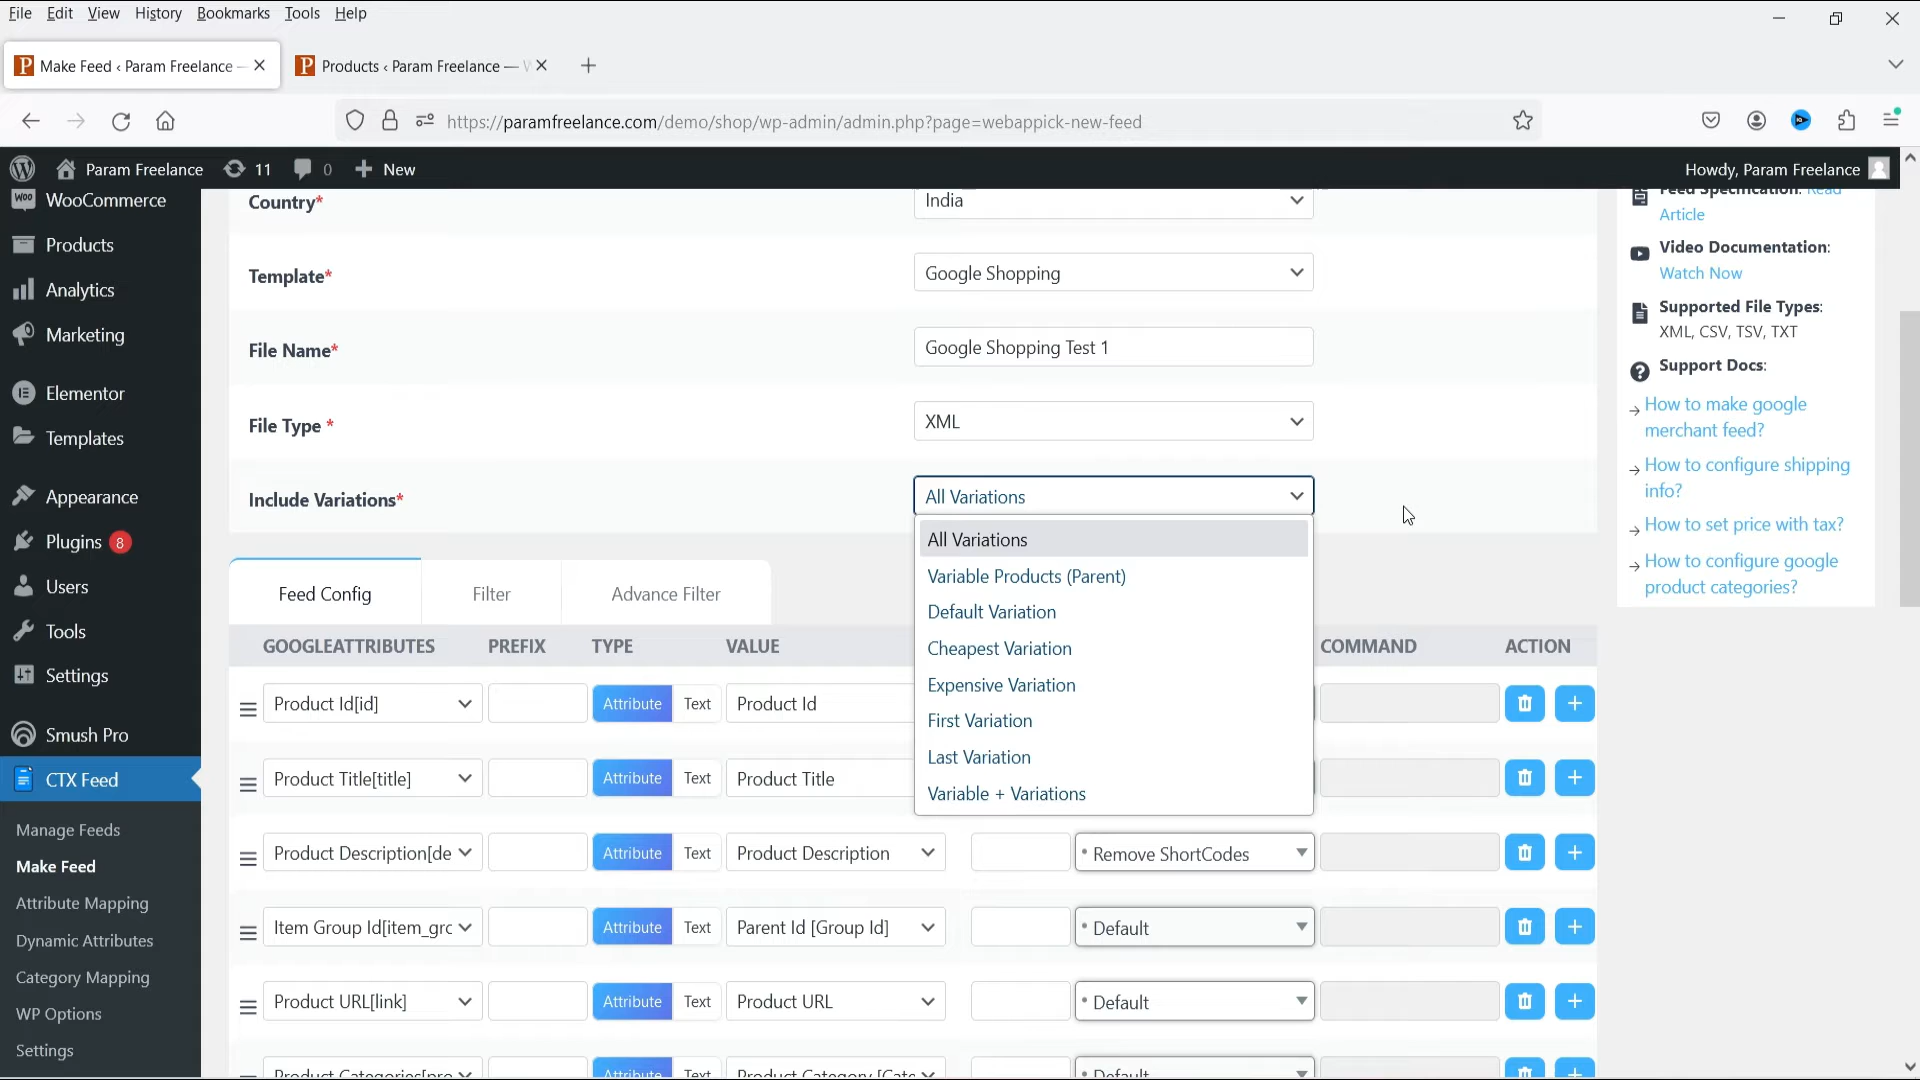 File Edit View History Bookmarks Tools Help
Make Feed ‹ Param Freelance —
Products ‹ Param Freelance —
https://paramfreelance.com/demo/shop/wp-admin/admin.php?page=webappick-new-feed
Param Freelance 11 0 New
Howdy, Param Freelance
WooCommerce
Products
Analytics
Marketing
Elementor
Templates
Appearance
Plugins 8
Users
Tools
Settings
Smush Pro
CTX Feed
Manage Feeds
Make Feed
Attribute Mapping
Dynamic Attributes
Category Mapping
WP Options
Settings
Country* India
Template* Google Shopping
File Name* Google Shopping Test 1
File Type * XML
Include Variations* All Variations
All Variations
Variable Products (Parent)
Default Variation
Cheapest Variation
Expensive Variation
First Variation
Last Variation
Variable + Variations
Feed Config Filter Advance Filter
GOOGLEATTRIBUTES PREFIX TYPE VALUE COMMAND ACTION
Product Id[id] Attribute Text Product Id
Product Title[title] Attribute Text Product Title
Product Description[de Attribute Text Product Description * Remove ShortCodes
Item Group Id[item_grc Attribute Text Parent Id [Group Id] * Default
Product URL[link] Attribute Text Product URL * Default
Product Categories[pro Attribute Text Product Category [Cate * Default
Feed Specification: Read
Article
Video Documentation:
Watch Now
Supported File Types:
XML, CSV, TSV, TXT
Support Docs:
→ How to make google
merchant feed?
→ How to configure shipping
info?
→ How to set price with tax?
→ How to configure google
product categories?